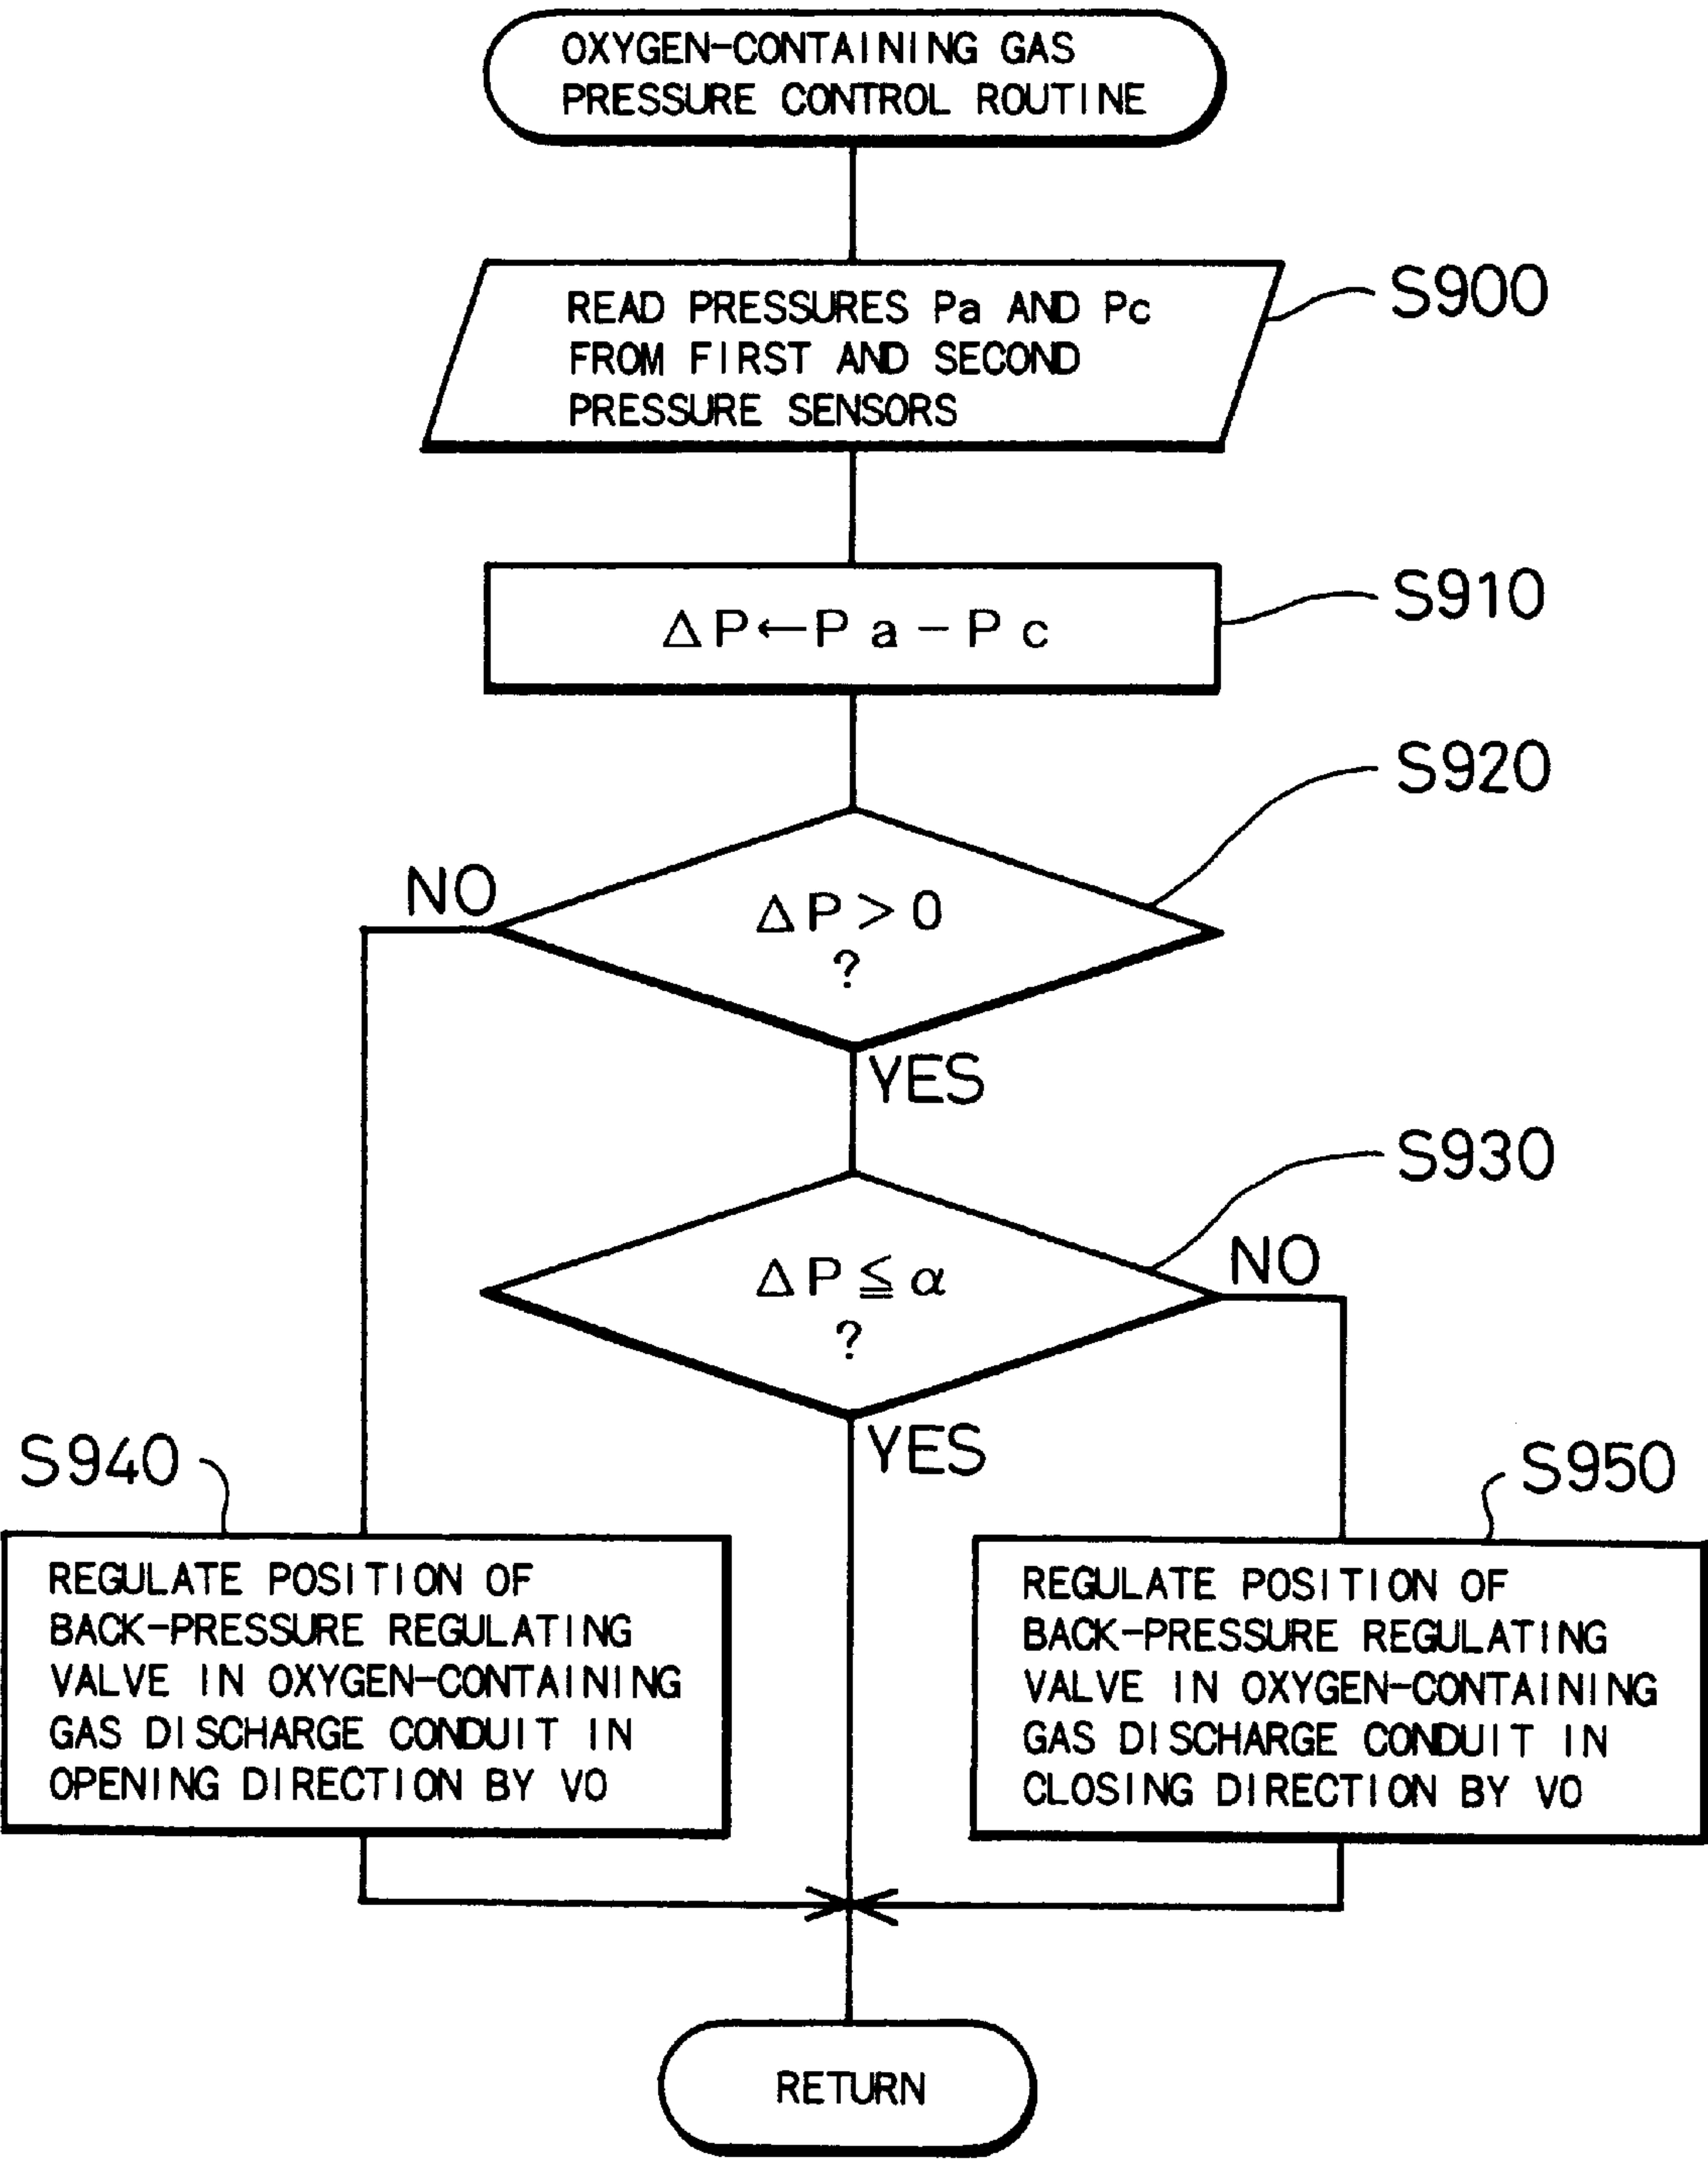 OXYGEN-CONTAINING GAS
PRESSURE CONTROL ROUTINE
S900
READ PRESSURES Pa AND Pc
FROM FIRST AND SECOND
PRESSURE SENSORS
S910
ΔP←Pa-Pc
S920
NO
ΔP>0
?
YES
S930
NO
ΔP≦α
?
YES
S940
REGULATE POSITION OF
BACK-PRESSURE REGULATING
VALVE IN OXYGEN-CONTAINING
GAS DISCHARGE CONDUIT IN
OPENING DIRECTION BY V0
S950
REGULATE POSITION OF
BACK-PRESSURE REGULATING
VALVE IN OXYGEN-CONTAINING
GAS DISCHARGE CONDUIT IN
CLOSING DIRECTION BY V0
RETURN